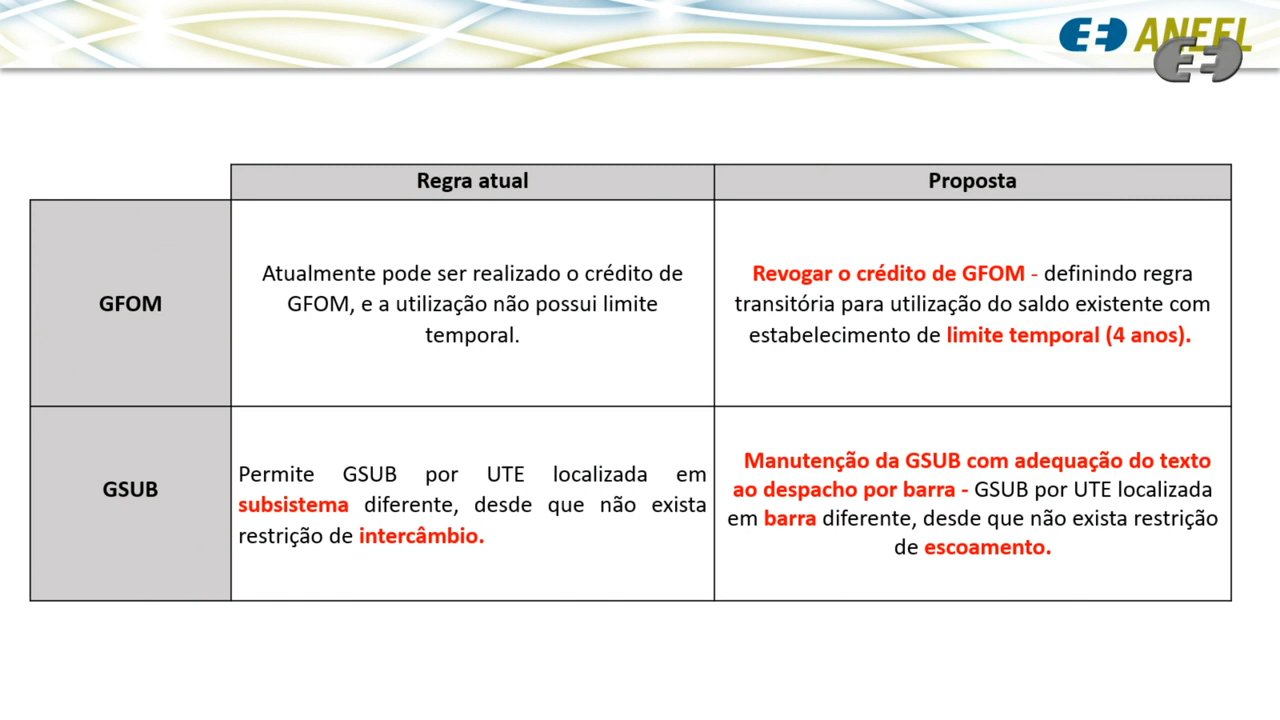 ANEEL
Regra atual
Proposta
GFOM
Atualmente pode ser realizado o crédito de
GFOM, e a utilização não possui limite
temporal.
Revogar o crédito de GFOM - definindo regra
transitória para utilização do saldo existente com
estabelecimento de limite temporal (4 anos).
GSUB
Permite GSUB por UTE localizada em
subsistema diferente, desde que não exista
restrição de intercâmbio.
Manutenção da GSUB com adequação do texto
ao despacho por barra - GSUB por UTE localizada
em barra diferente, desde que não exista restrição
de escoamento.